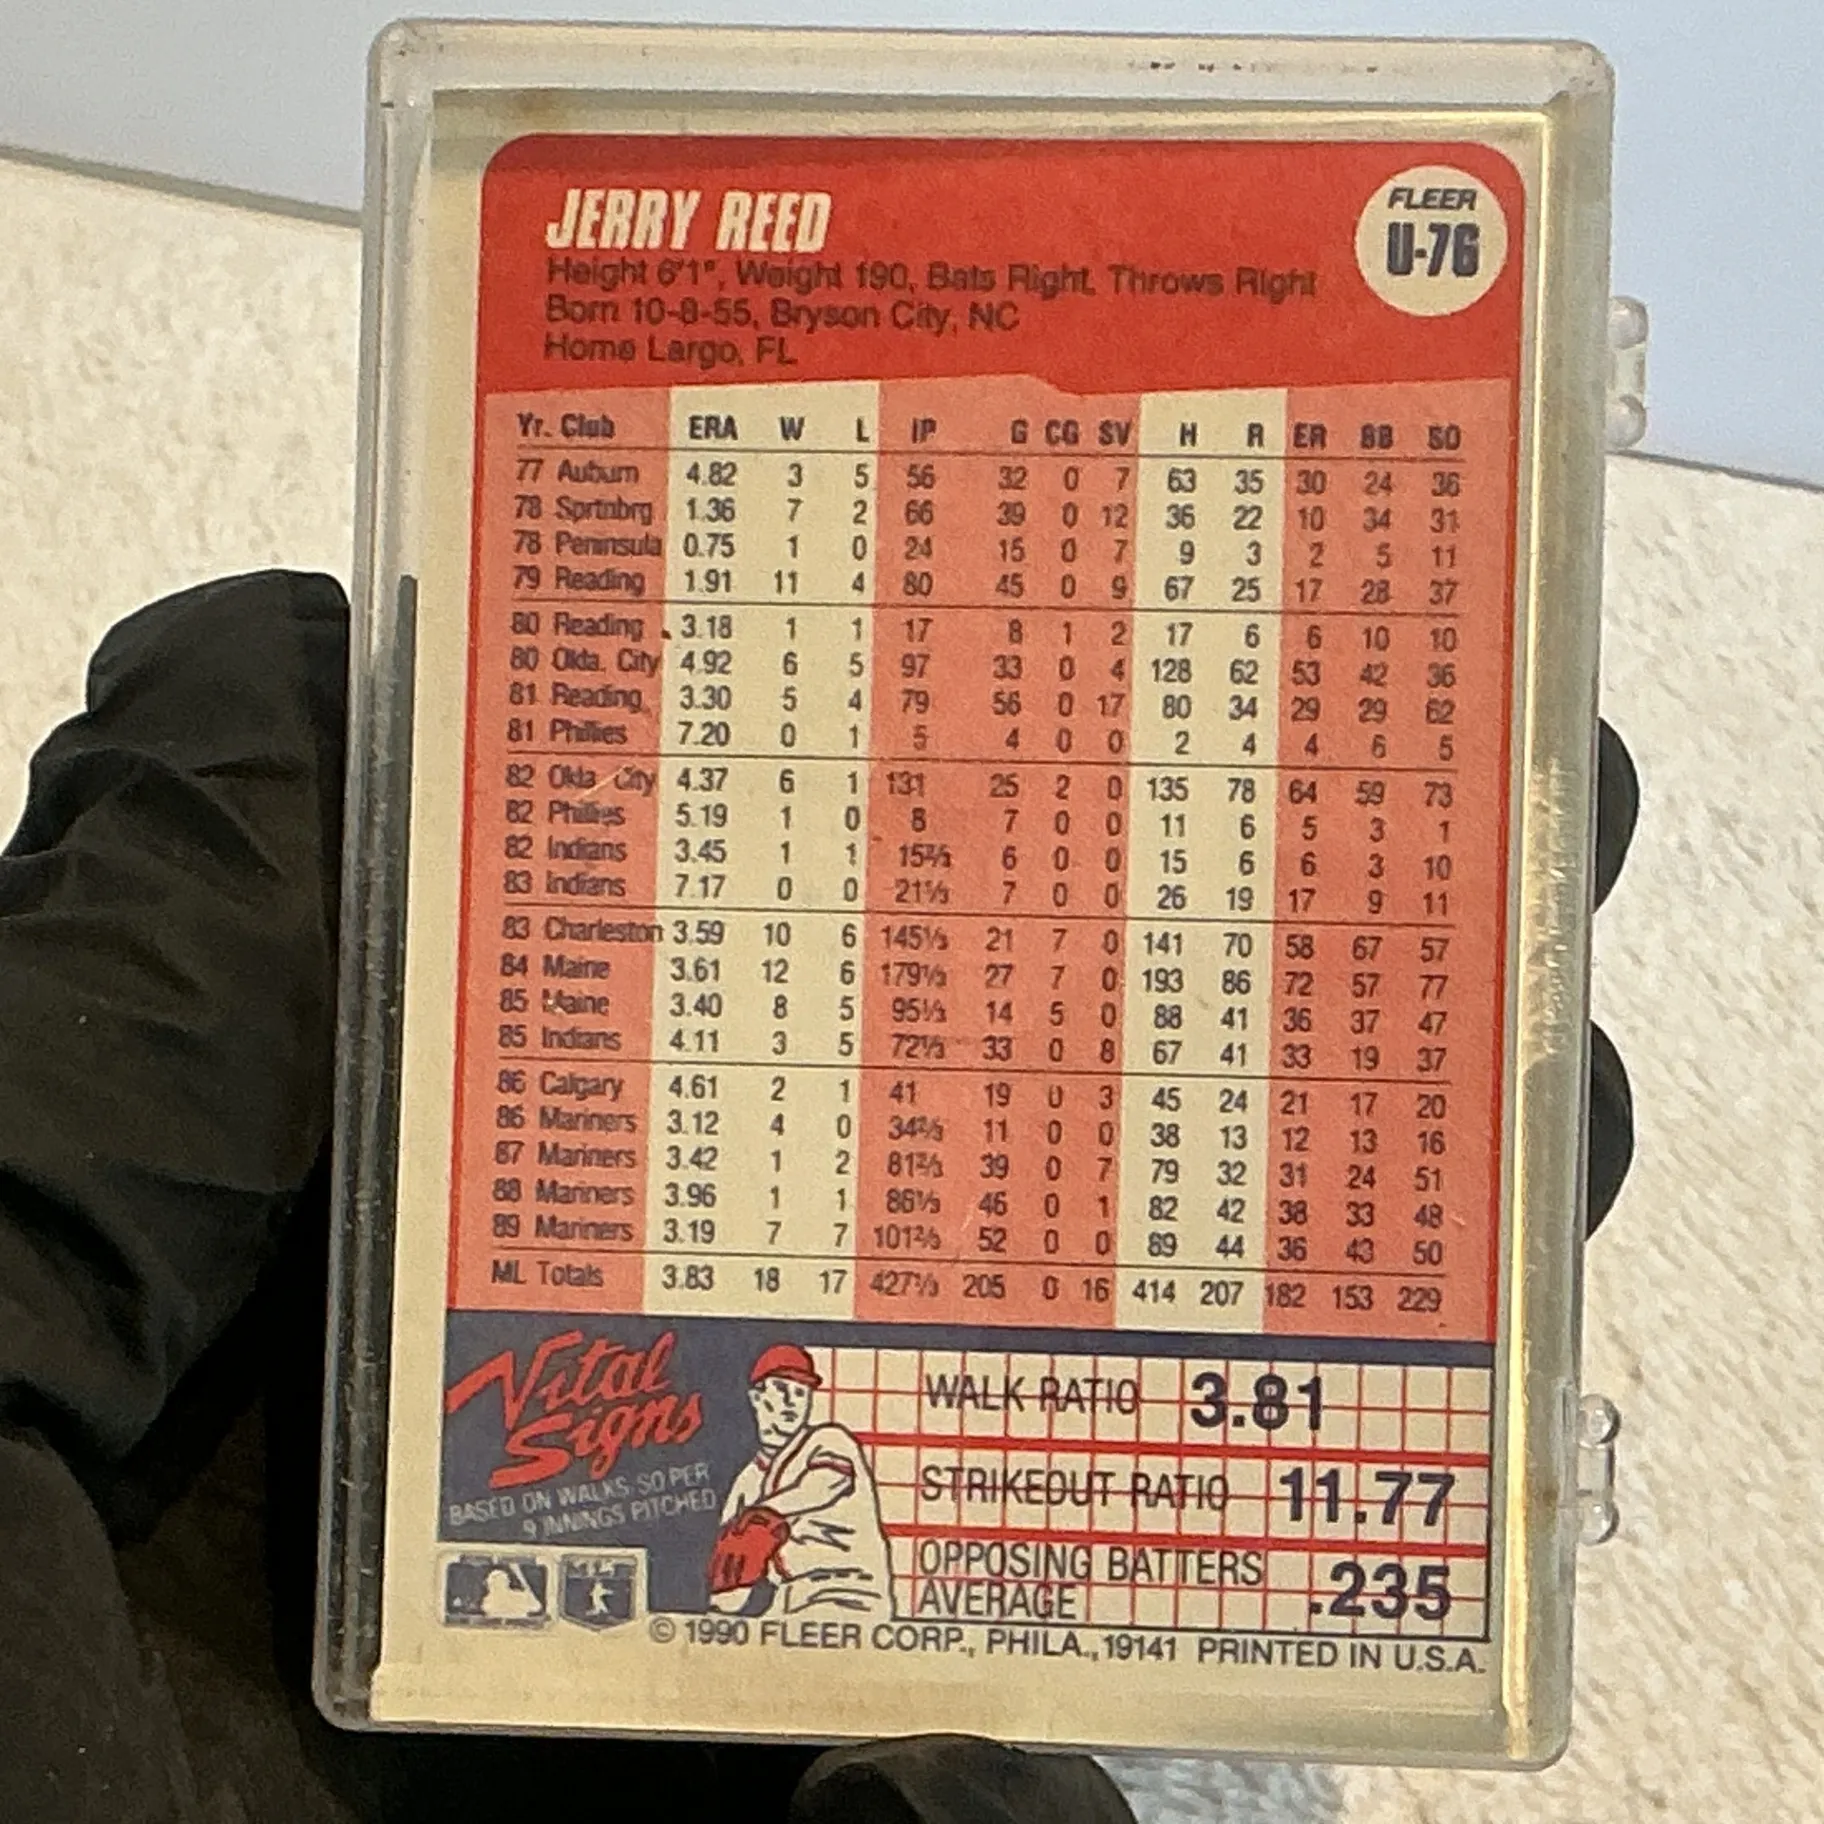 JERRY REED
FLEER
U-76
Height 6'1", Weight 190, Bats Right, Throws Right
Born 10-8-55, Bryson City, NC
Home Largo, FL
Yr. Club ERA W L IP G CG SV H R ER BB SO
77 Auburn 4.82 3 5 56 32 0 7 63 35 30 24 36
78 Sprtnbrg 1.36 7 2 66 39 0 12 36 22 10 34 31
78 Peninsula 0.75 1 0 24 15 0 7 9 3 2 5 11
79 Reading 1.91 11 4 80 45 0 9 67 25 17 28 37
80 Reading 3.18 1 1 17 8 1 2 17 6 6 10 10
80 Okla. City 4.92 6 5 97 33 0 4 128 62 53 42 36
81 Reading 3.30 5 4 79 56 0 17 80 34 29 29 62
81 Phillies 7.20 0 1 5 4 0 0 2 4 4 6 5
82 Okla City 4.37 6 1 131 25 2 0 135 78 64 59 73
82 Phillies 5.19 1 0 8 7 0 0 11 6 5 3 1
82 Indians 3.45 1 1 15⅔ 6 0 0 15 6 6 3 10
83 Indians 7.17 0 0 21⅓ 7 0 0 26 19 17 9 11
83 Charleston 3.59 10 6 145⅓ 21 7 0 141 70 58 67 57
84 Maine 3.61 12 6 179⅓ 27 7 0 193 86 72 57 77
85 Maine 3.40 8 5 95⅓ 14 5 0 88 41 36 37 47
85 Indians 4.11 3 5 72⅓ 33 0 8 67 41 33 19 37
86 Calgary 4.61 2 1 41 19 0 3 45 24 21 17 20
86 Mariners 3.12 4 0 34⅔ 11 0 0 38 13 12 13 16
87 Mariners 3.42 1 2 81⅔ 39 0 7 79 32 31 24 51
88 Mariners 3.96 1 1 86⅓ 46 0 1 82 42 38 33 48
89 Mariners 3.19 7 7 101⅔ 52 0 0 89 44 36 43 50
ML Totals 3.83 18 17 427⅓ 205 0 16 414 207 182 153 229
Vital
Signs
BASED ON WALKS, SO PER
9 INNINGS PITCHED
WALK RATIO 3.81
STRIKEOUT RATIO 11.77
OPPOSING BATTERS
AVERAGE .235
© 1990 FLEER CORP., PHILA., 19141 PRINTED IN U.S.A.